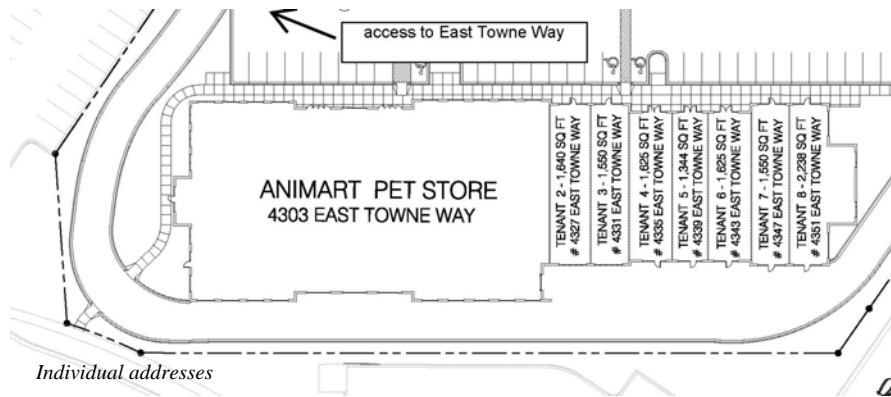 access to East Towne Way
ANIMART PET STORE
4303 EAST TOWNE WAY
TENANT 2 - 1,640 SQ FT
# 4327 EAST TOWNE WAY
TENANT 3 - 1,550 SQ FT
# 4331 EAST TOWNE WAY
TENANT 4 - 1,625 SQ FT
# 4335 EAST TOWNE WAY
TENANT 5 - 1,344 SQ FT
# 4339 EAST TOWNE WAY
TENANT 6 - 1,625 SQ FT
# 4343 EAST TOWNE WAY
TENANT 7 - 1,550 SQ FT
# 4347 EAST TOWNE WAY
TENANT 8 - 2,238 SQ FT
# 4351 EAST TOWNE WAY
Individual addresses